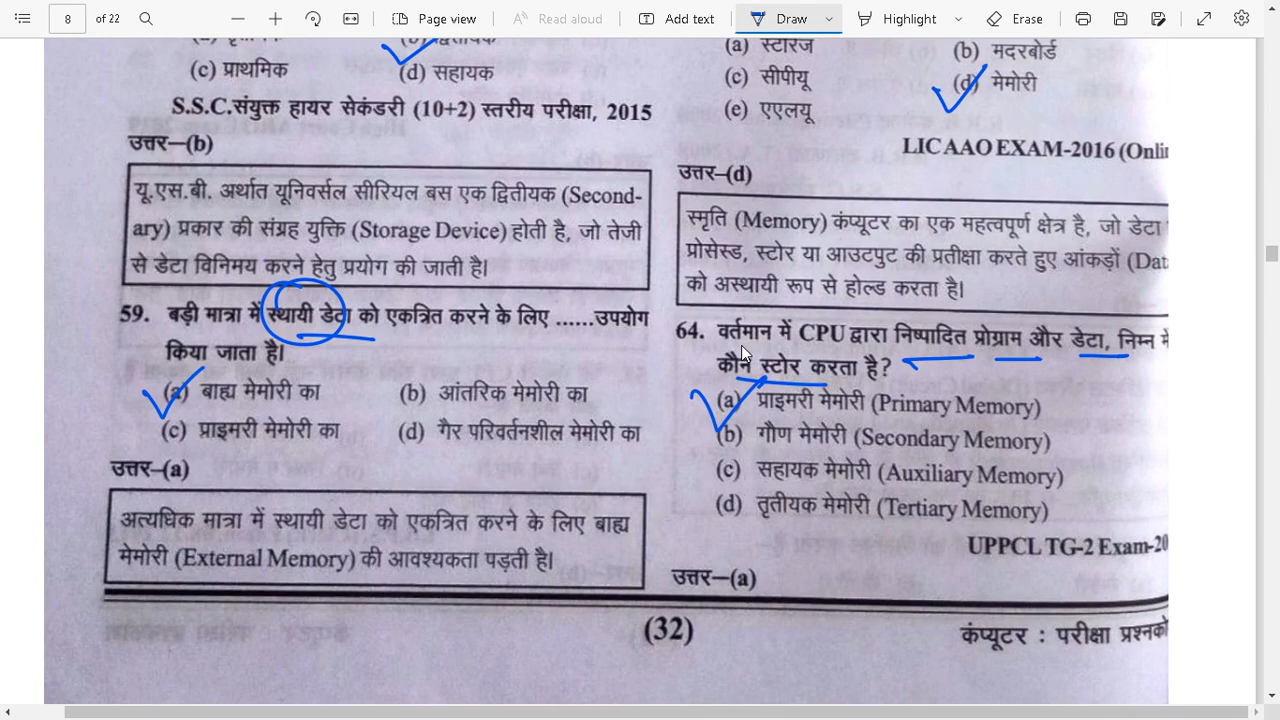 8
of 22
Page view
Read aloud
Add text
Draw
Highlight
Erase
(c) प्राथमिक (d) सहायक
S.S.C.संयुक्त हायर सेकंडरी (10+2) स्तरीय परीक्षा, 2015
उत्तर–(b)
यू.एस.बी. अर्थात यूनिवर्सल सीरियल बस एक द्वितीयक (Second-
ary) प्रकार की संग्रह युक्ति (Storage Device) होती है, जो तेजी
से डेटा विनिमय करने हेतु प्रयोग की जाती है।
59. बड़ी मात्रा में स्थायी डेटा को एकत्रित करने के लिए ......उपयोग
किया जाता है।
(a) बाह्य मेमोरी का (b) आंतरिक मेमोरी का
(c) प्राइमरी मेमोरी का (d) गैर परिवर्तनशील मेमोरी का
उत्तर–(a)
अत्यधिक मात्रा में स्थायी डेटा को एकत्रित करने के लिए बाह्य
मेमोरी (External Memory) की आवश्यकता पड़ती है।
(a) स्टोरेज (b) मदरबोर्ड
(c) सीपीयू (d) मेमोरी
(e) एएलयू
LIC AAO EXAM-2016
उत्तर–(d)
स्मृति (Memory) कंप्यूटर का एक महत्वपूर्ण क्षेत्र है, जो डेटा
प्रोसेस्ड, स्टोर या आउटपुट की प्रतीक्षा करते हुए आंकड़ों
को अस्थायी रूप से होल्ड करता है।
64. वर्तमान में CPU द्वारा निष्पादित प्रोग्राम और डेटा, निम्न
कौन स्टोर करता है?
(a) प्राइमरी मेमोरी (Primary Memory)
(b) गौण मेमोरी (Secondary Memory)
(c) सहायक मेमोरी (Auxiliary Memory)
(d) तृतीयक मेमोरी (Tertiary Memory)
UPPCL TG-2
उत्तर–(a)
(32)
कंप्यूटर : परीक्षा